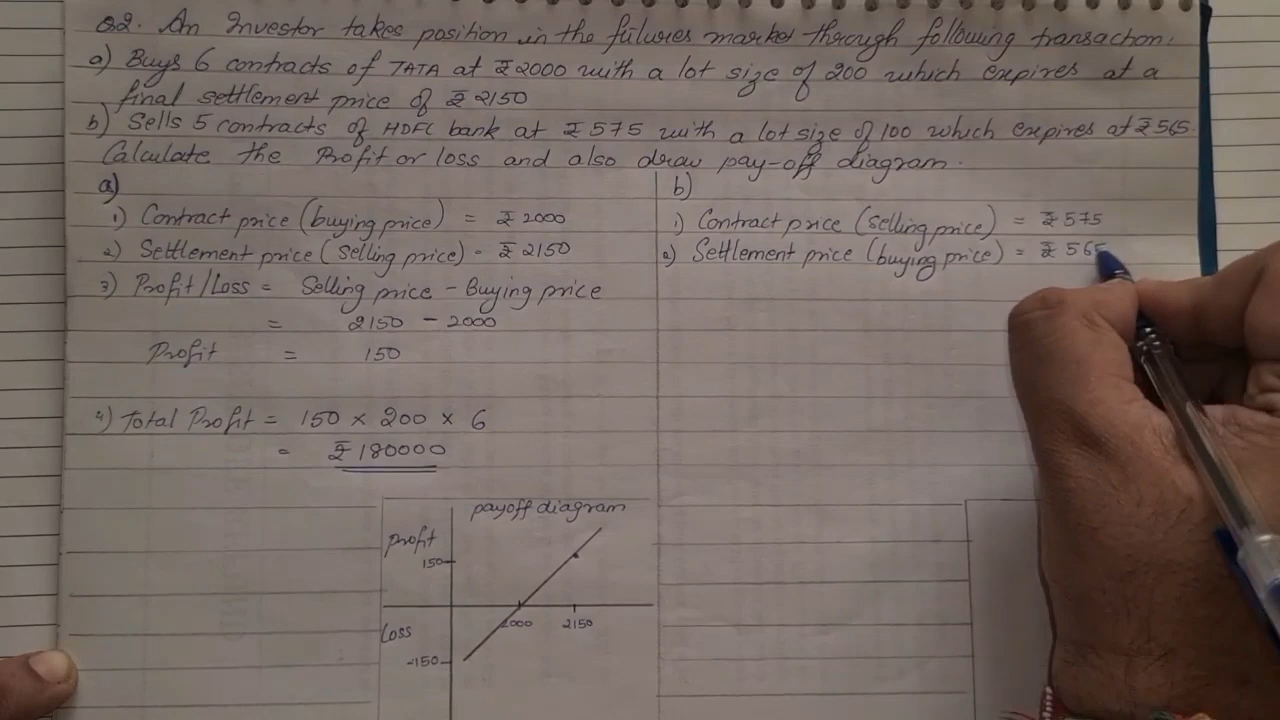 Q2. An Investor takes position in the futures market through following transaction.
a) Buys 6 contracts of TATA at ₹2000 with a lot size of 200 which expires at a
final settlement price of ₹ 2150
b) Sells 5 contracts of HDFC bank at ₹575 with a lot size of 100 which expires at ₹565.
Calculate the Profit or loss and also draw pay-off diagram.
a)
1) Contract price (buying price) = ₹2000
2) Settlement price (selling price) - ₹2150
3) Profit/Loss = Selling price - Buying price
= 2150 - 2000
Profit = 150
4) Total Profit = 150 × 200 × 6
= ₹180000
payoff diagram
profit
150
2000 2150
Loss
-150
b)
1) Contract price (selling price) = ₹575
2) Settlement price (buying price) = ₹565